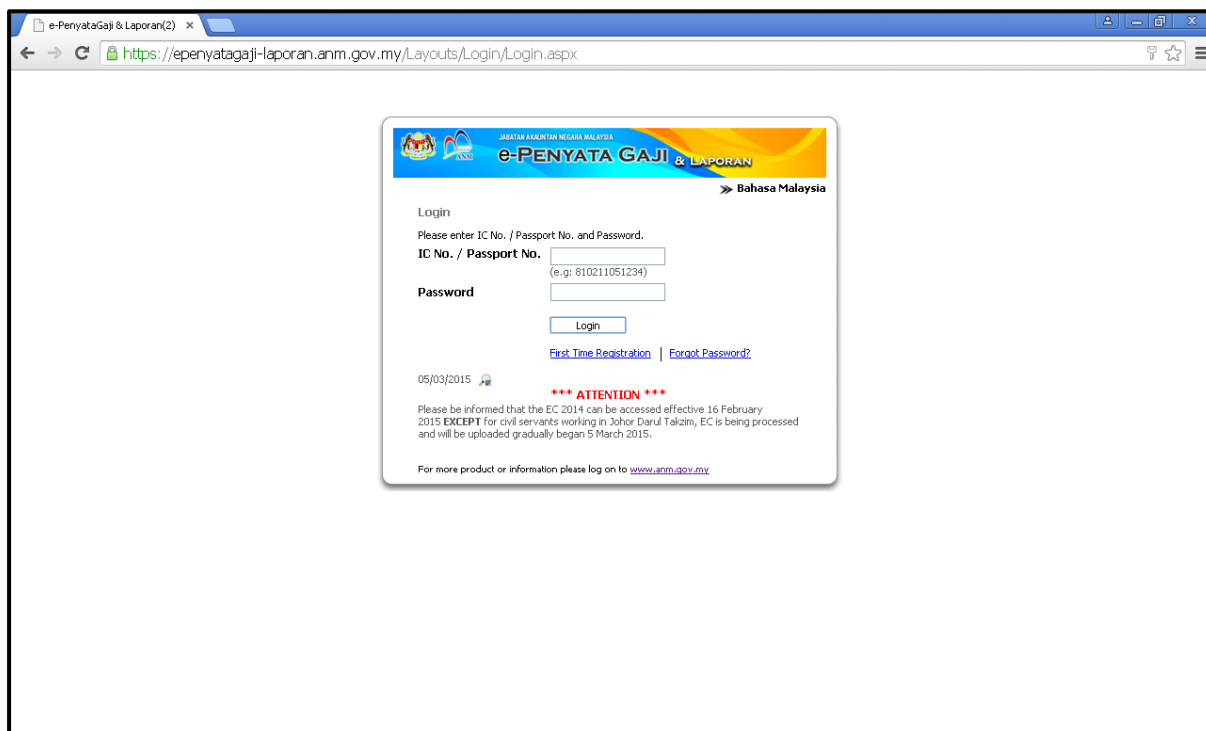 e-PenyataGaji & Laporan(2)
https://epenyatagaji-laporan.anm.gov.my/Layouts/Login/Login.aspx
JABATAN AKAUNTAN NEGARA MALAYSIA
ANM
e-PENYATA GAJI & LAPORAN
Bahasa Malaysia
Login
Please enter IC No. / Passport No. and Password.
IC No. / Passport No.
(e.g: 810211051234)
Password
Login
First Time Registration | Forgot Password?
05/03/2015
*** ATTENTION ***
Please be informed that the EC 2014 can be accessed effective 16 February
2015 EXCEPT for civil servants working in Johor Darul Takzim, EC is being processed
and will be uploaded gradually began 5 March 2015.
For more product or information please log on to www.anm.gov.my